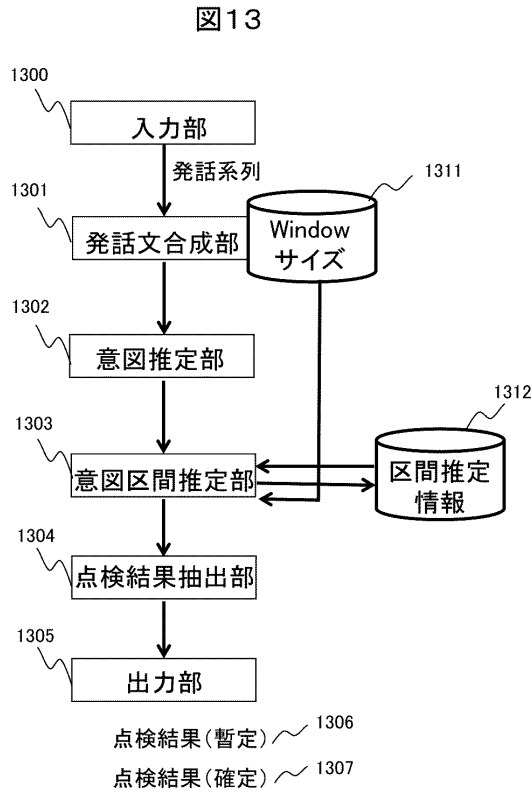 図13
1300
入力部
発話系列
1301
発話文合成部
1311
Window
サイズ
1302
意図推定部
1303
意図区間推定部
1312
区間推定
情報
1304
点検結果抽出部
1305
出力部
点検結果(暫定)
1306
点検結果(確定)
1307